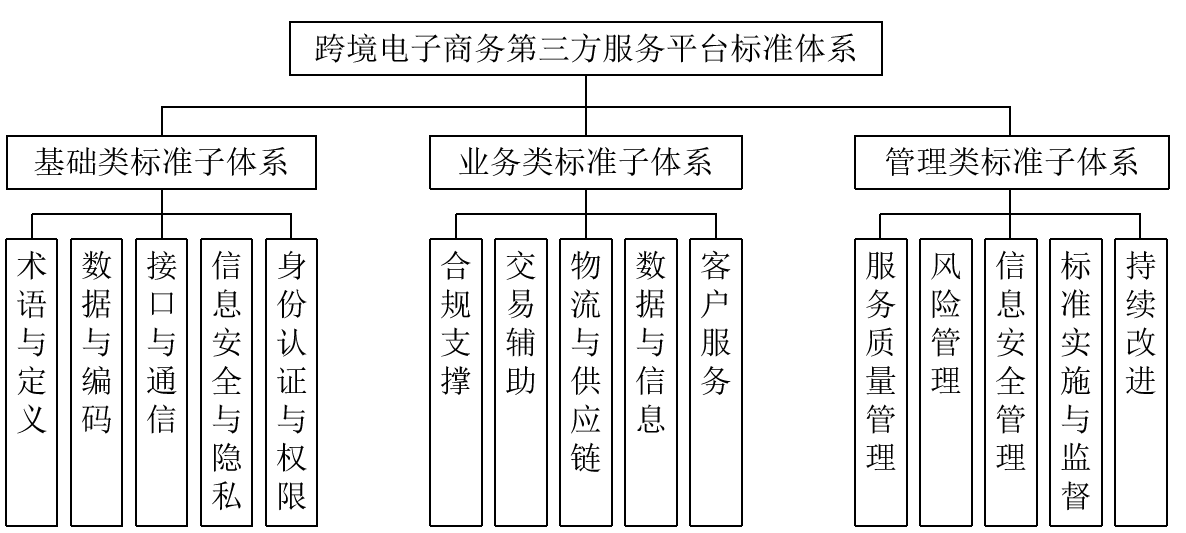 跨境电子商务第三方服务平台标准体系
基础类标准子体系
业务类标准子体系
管理类标准子体系
术语与定义
数据与编码
接口与通信
信息安全与隐私
身份认证与权限
合规支撑
交易辅助
物流与供应链
数据与信息
客户服务
服务质量管理
风险管理
信息安全管理
标准实施与监督
持续改进